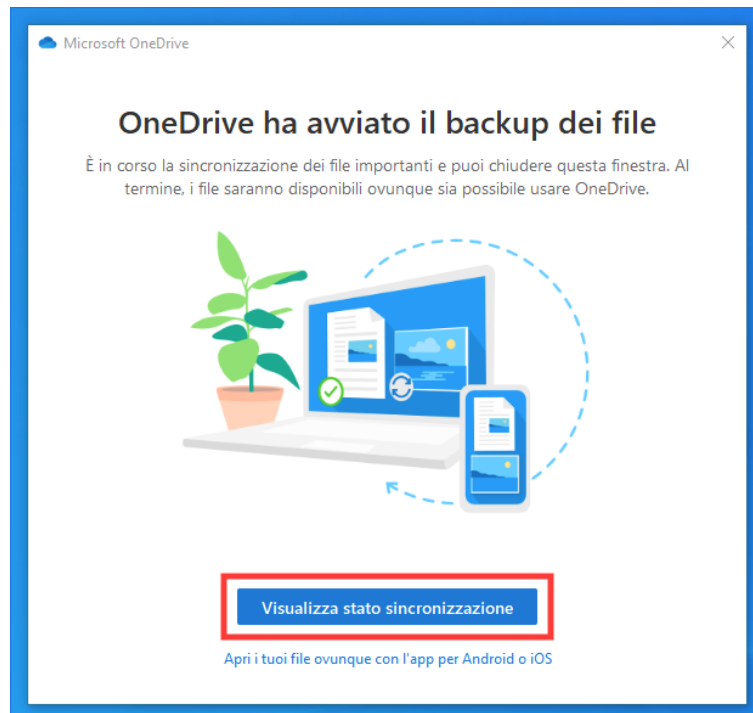 Microsoft OneDrive
OneDrive ha avviato il backup dei file
È in corso la sincronizzazione dei file importanti e puoi chiudere questa finestra. Al
termine, i file saranno disponibili ovunque sia possibile usare OneDrive.
Visualizza stato sincronizzazione
Apri i tuoi file ovunque con l'app per Android o iOS